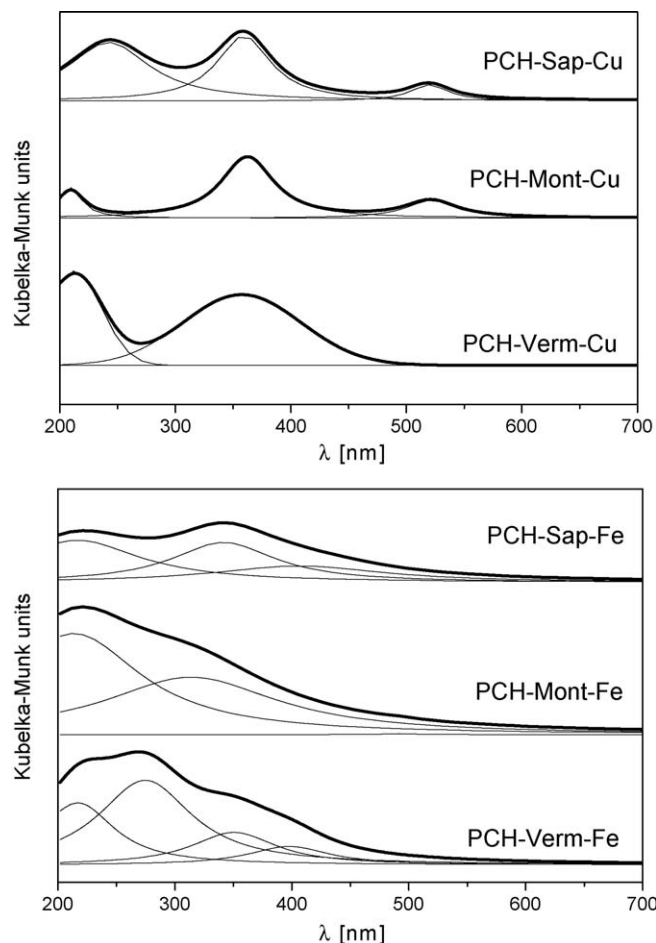 PCH-Sap-Cu
PCH-Mont-Cu
PCH-Verm-Cu
Kubelka-Munk units
200 300 400 500 600 700
λ [nm]
PCH-Sap-Fe
PCH-Mont-Fe
PCH-Verm-Fe
Kubelka-Munk units
200 300 400 500 600 700
λ [nm]